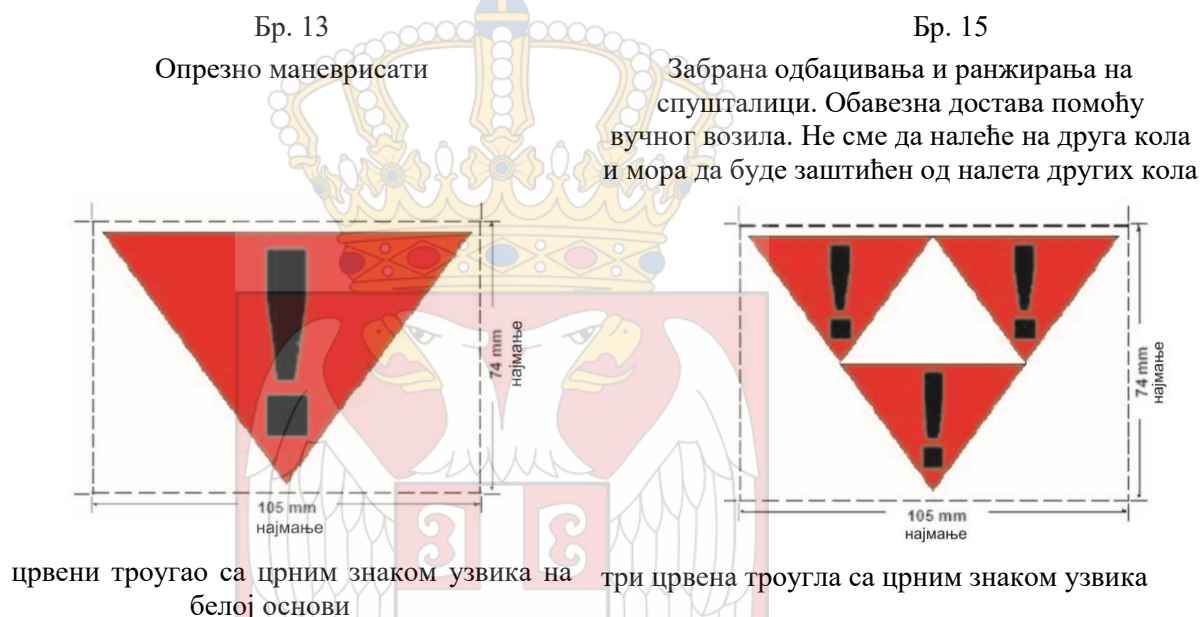 Бр. 13
Опрезно маневрисати
74 mm
најмање
105 mm
најмање
црвени троугао са црним знаком узвика на
белој основи
Бр. 15
Забрана одбацивања и ранжирања на
спушталици. Обавезна достава помоћу
вучног возила. Не сме да налеће на друга кола
и мора да буде заштићен од налета других кола
74 mm
најмање
105 mm
најмање
три црвена троугла са црним знаком узвика